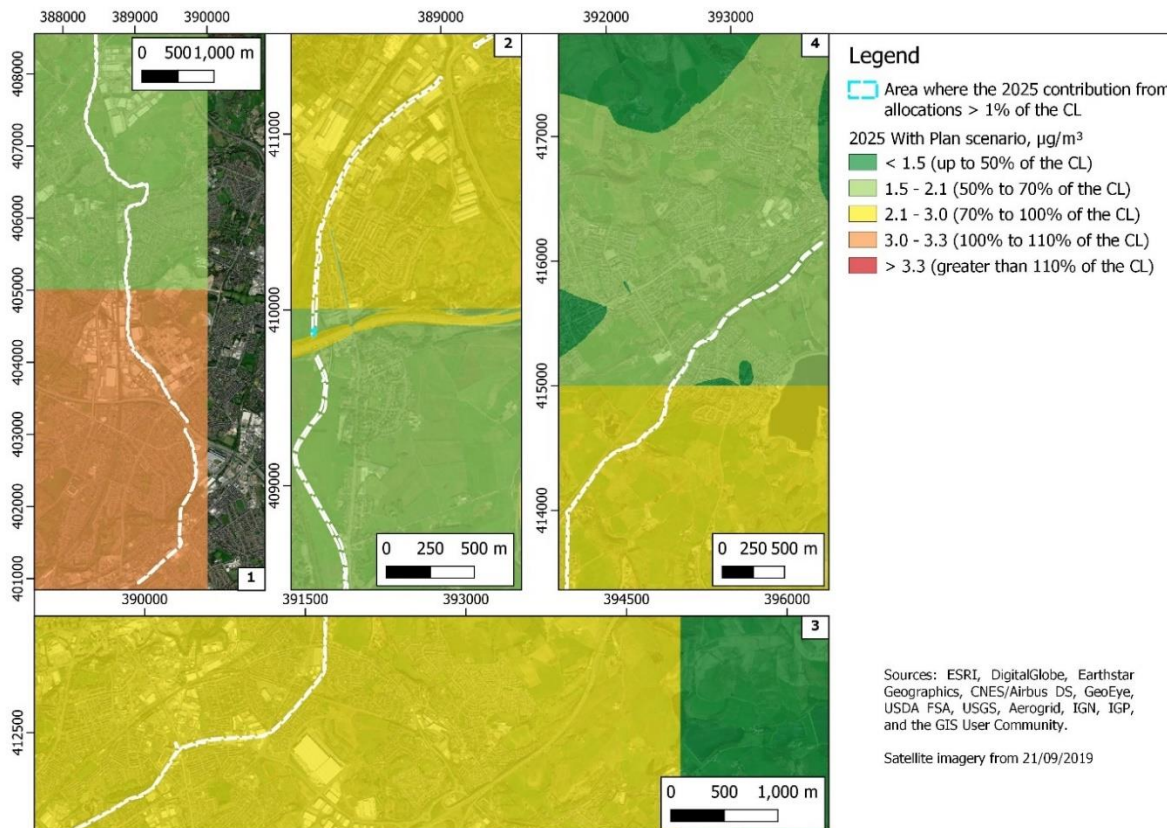 388000 389000 390000
389000
392000 393000
408000
407000
406000
405000
404000
403000
402000
401000
0 500 1,000 m
1
2
411000
410000
409000
0 250 500 m
4
417000
416000
415000
414000
0 250 500 m
390000 391500 393000 394500 396000
3
412500
0 500 1,000 m
Legend
Area where the 2025 contribution from
allocations > 1% of the CL
2025 With Plan scenario, µg/m³
< 1.5 (up to 50% of the CL)
1.5 - 2.1 (50% to 70% of the CL)
2.1 - 3.0 (70% to 100% of the CL)
3.0 - 3.3 (100% to 110% of the CL)
> 3.3 (greater than 110% of the CL)
Sources: ESRI, DigitalGlobe, Earthstar
Geographics, CNES/Airbus DS, GeoEye,
USDA FSA, USGS, Aerogrid, IGN, IGP,
and the GIS User Community.
Satellite imagery from 21/09/2019